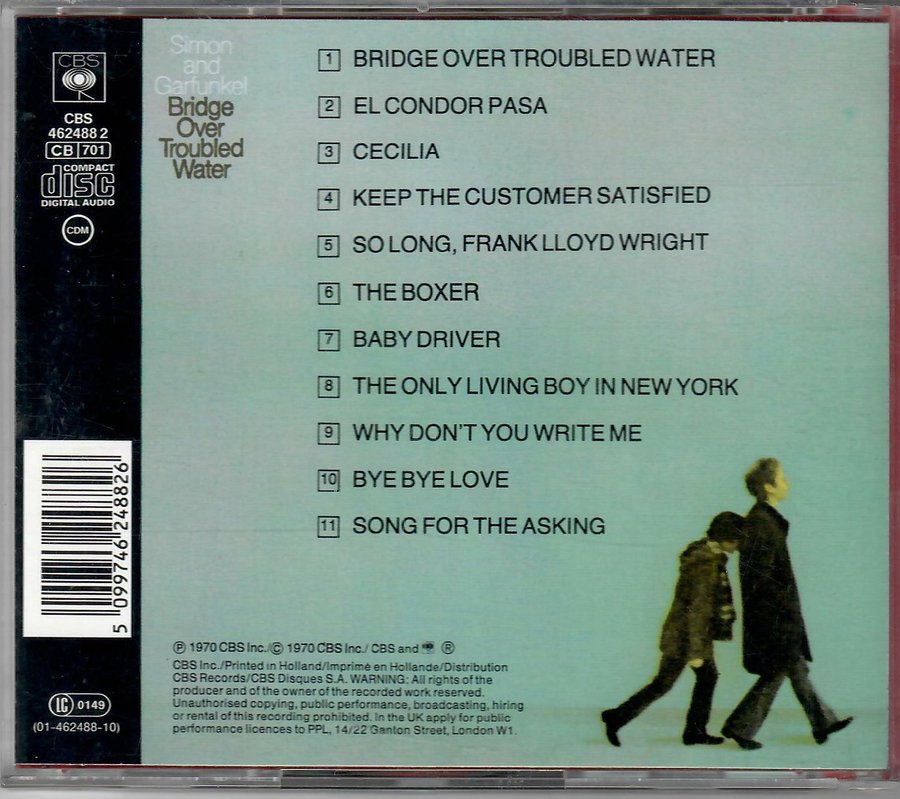 CBS
CBS
462488 2
CB 701
COMPACT
disc
DIGITAL AUDIO
CDM
5 099746 248826
LC 0149
(01-462488-10)
Simon
and
Garfunkel
Bridge
Over
Troubled
Water
1 BRIDGE OVER TROUBLED WATER
2 EL CONDOR PASA
3 CECILIA
4 KEEP THE CUSTOMER SATISFIED
5 SO LONG, FRANK LLOYD WRIGHT
6 THE BOXER
7 BABY DRIVER
8 THE ONLY LIVING BOY IN NEW YORK
9 WHY DON'T YOU WRITE ME
10 BYE BYE LOVE
11 SONG FOR THE ASKING
℗ 1970 CBS Inc./© 1970 CBS Inc./ CBS and ®
CBS Inc./Printed in Holland/Imprimé en Hollande/Distribution
CBS Records/CBS Disques S.A. WARNING: All rights of the
producer and of the owner of the recorded work reserved.
Unauthorised copying, public performance, broadcasting, hiring
or rental of this recording prohibited. In the UK apply for public
performance licences to PPL, 14/22 Ganton Street, London W1.